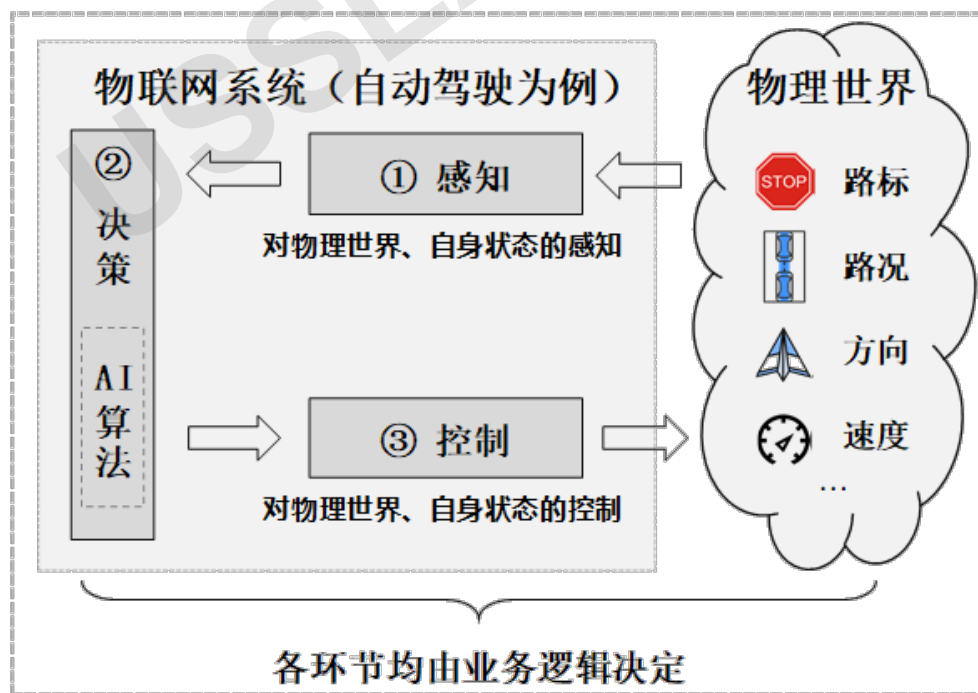 物联网系统（自动驾驶为例）
物理世界
②
决
策
AI
算
法
① 感知
对物理世界、自身状态的感知
③ 控制
对物理世界、自身状态的控制
STOP
路标
路况
方向
速度
…
各环节均由业务逻辑决定